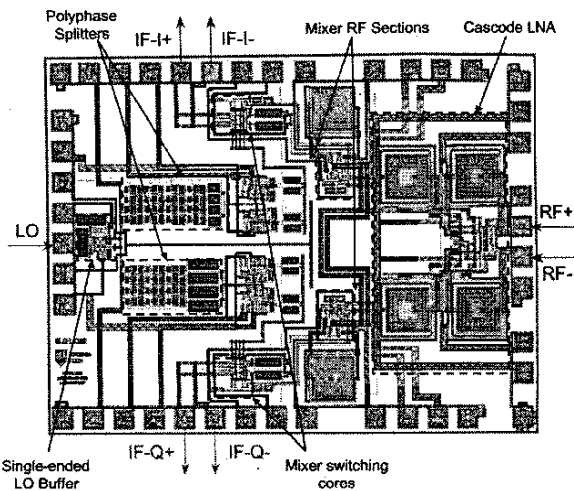 Polyphase
Splitters
IF-I+
IF-I-
Mixer RF Sections
Cascode LNA
LO
RF+
RF-
Single-ended
LO Buffer
IF-Q+
IF-Q-
Mixer switching
cores